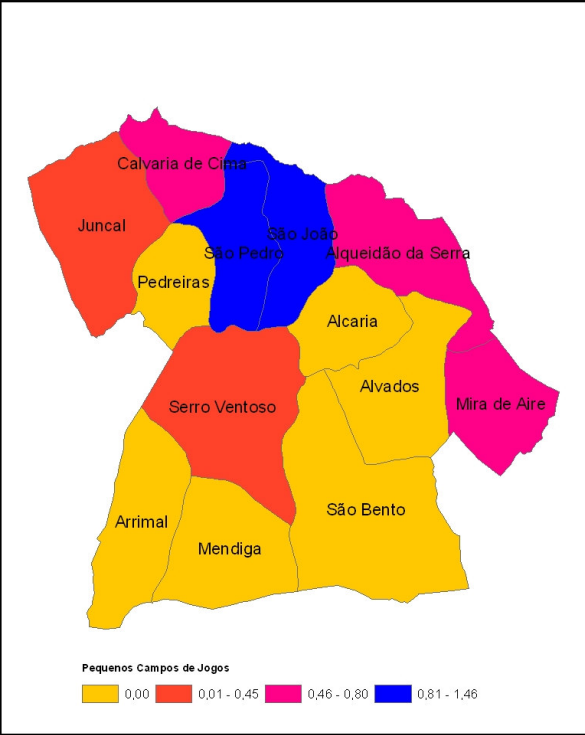 Calvaria de Cima
Juncal
São João
São Pedro
Alqueidão da Serra
Pedreiras
Alcaria
Alvados
Serro Ventoso
Mira de Aire
São Bento
Arrimal
Mendiga
Pequenos Campos de Jogos
0,00 0,01 - 0,45 0,46 - 0,80 0,81 - 1,46